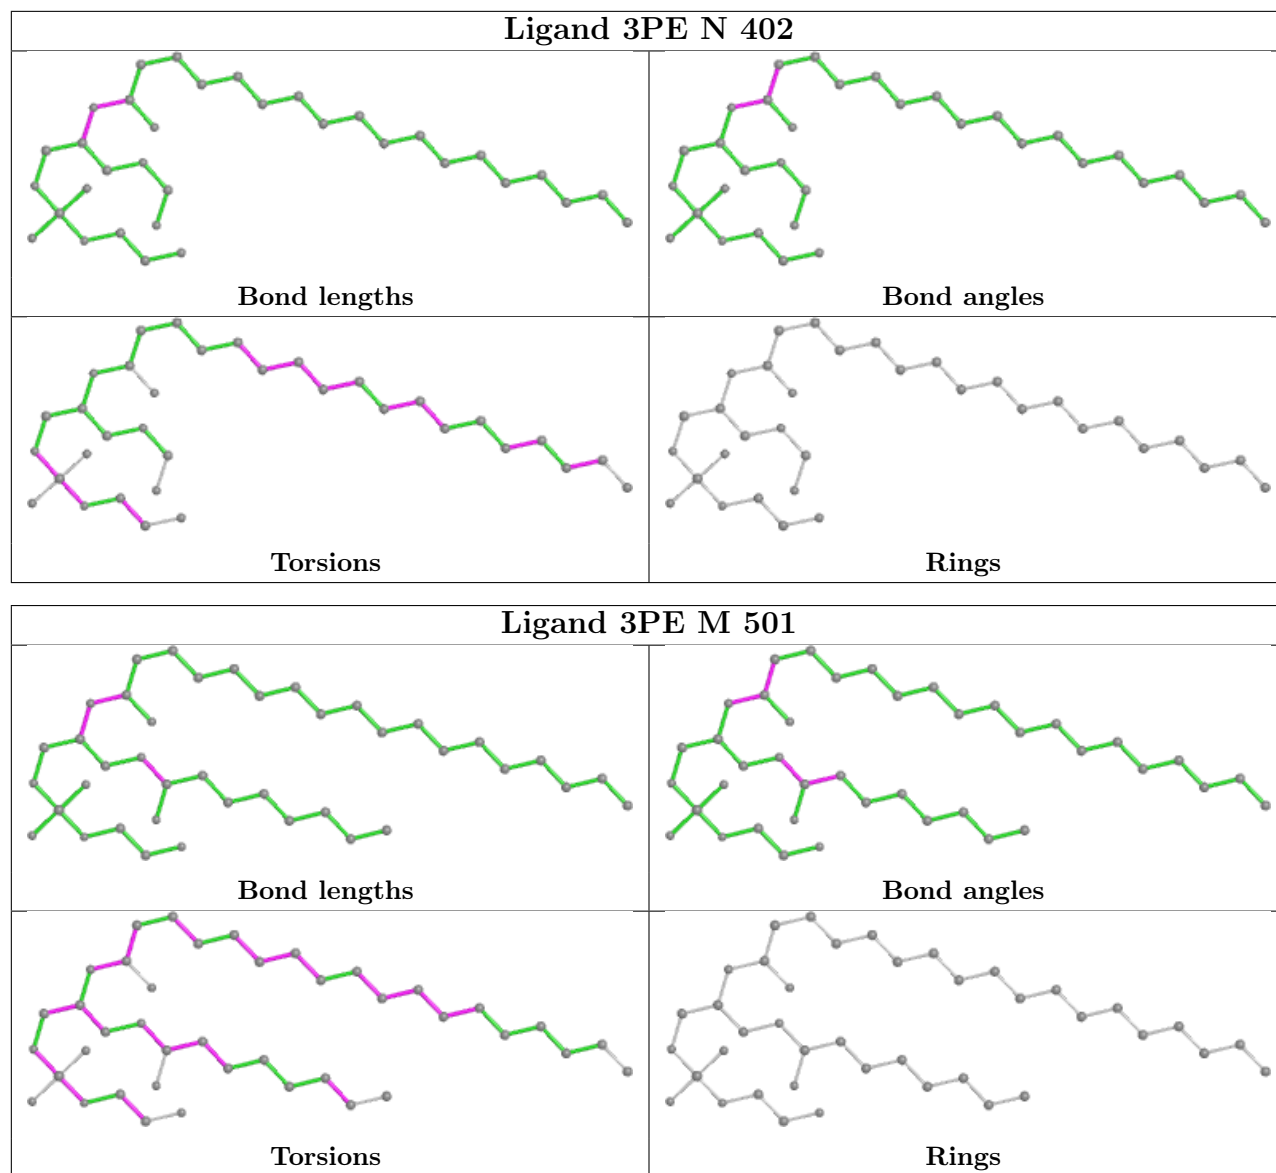 Ligand 3PE N 402
Bond lengths
Bond angles
Torsions
Rings
Ligand 3PE M 501
Bond lengths
Bond angles
Torsions
Rings